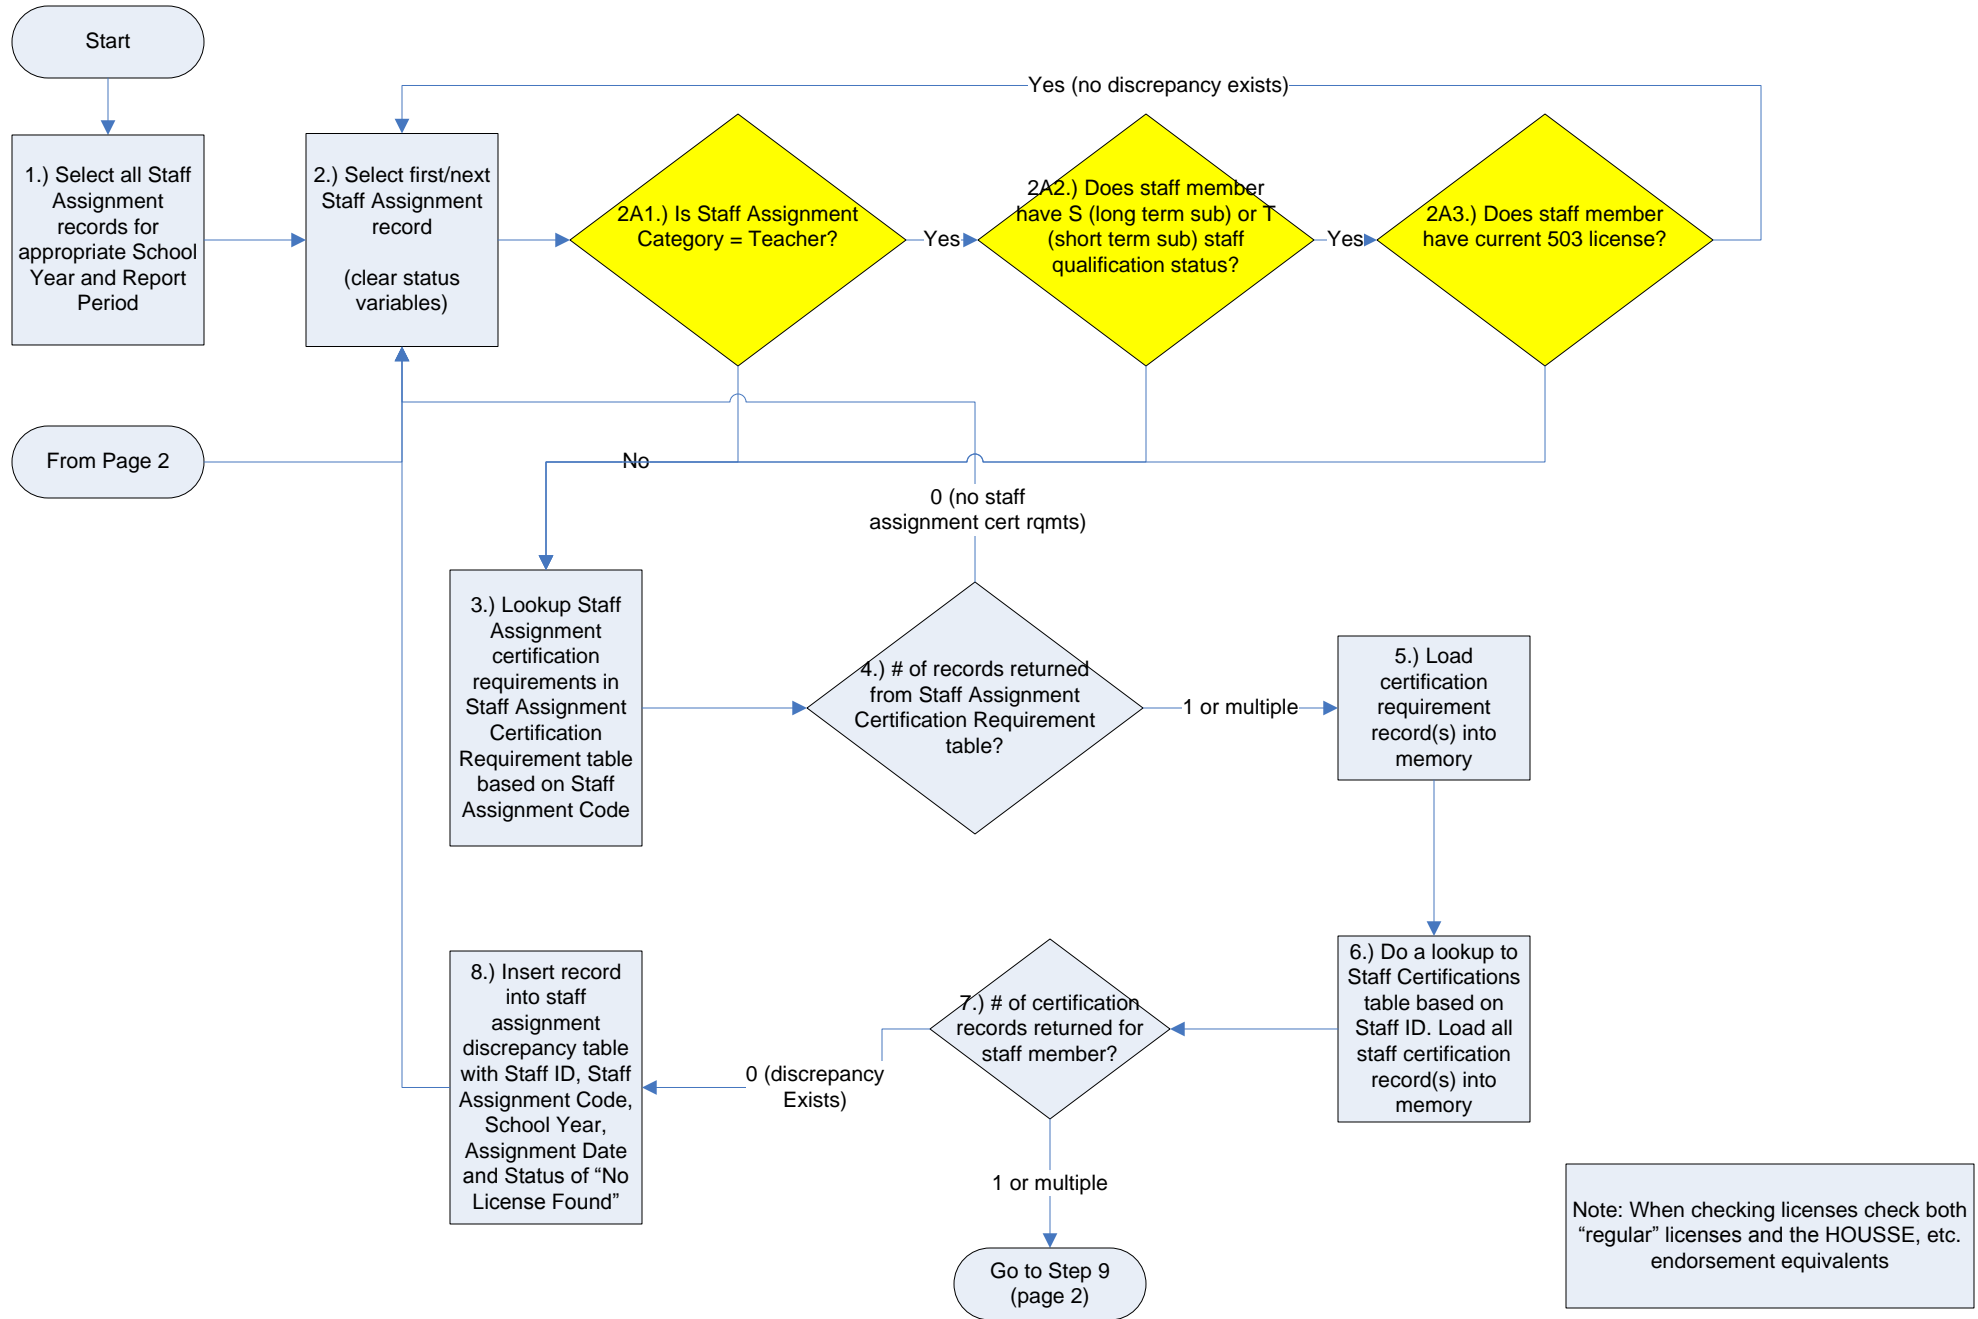 Start
Yes (no discrepancy exists)
1.) Select all Staff
Assignment
records for
appropriate School
Year and Report
Period
2.) Select first/next
Staff Assignment
record
(clear status
variables)
2A1.) Is Staff Assignment
Category = Teacher?
Yes
2A2.) Does staff member
have S (long term sub) or T
(short term sub) staff
qualification status?
Yes
2A3.) Does staff member
have current 503 license?
From Page 2
No
0 (no staff
assignment cert rqmts)
3.) Lookup Staff
Assignment
certification
requirements in
Staff Assignment
Certification
Requirement table
based on Staff
Assignment Code
4.) # of records returned
from Staff Assignment
Certification Requirement
table?
1 or multiple
5.) Load
certification
requirement
record(s) into
memory
6.) Do a lookup to
Staff Certifications
table based on
Staff ID. Load all
staff certification
record(s) into
memory
7.) # of certification
records returned for
staff member?
0 (discrepancy
Exists)
8.) Insert record
into staff
assignment
discrepancy table
with Staff ID, Staff
Assignment Code,
School Year,
Assignment Date
and Status of “No
License Found”
1 or multiple
Go to Step 9
(page 2)
Note: When checking licenses check both
“regular” licenses and the HOUSSE, etc.
endorsement equivalents